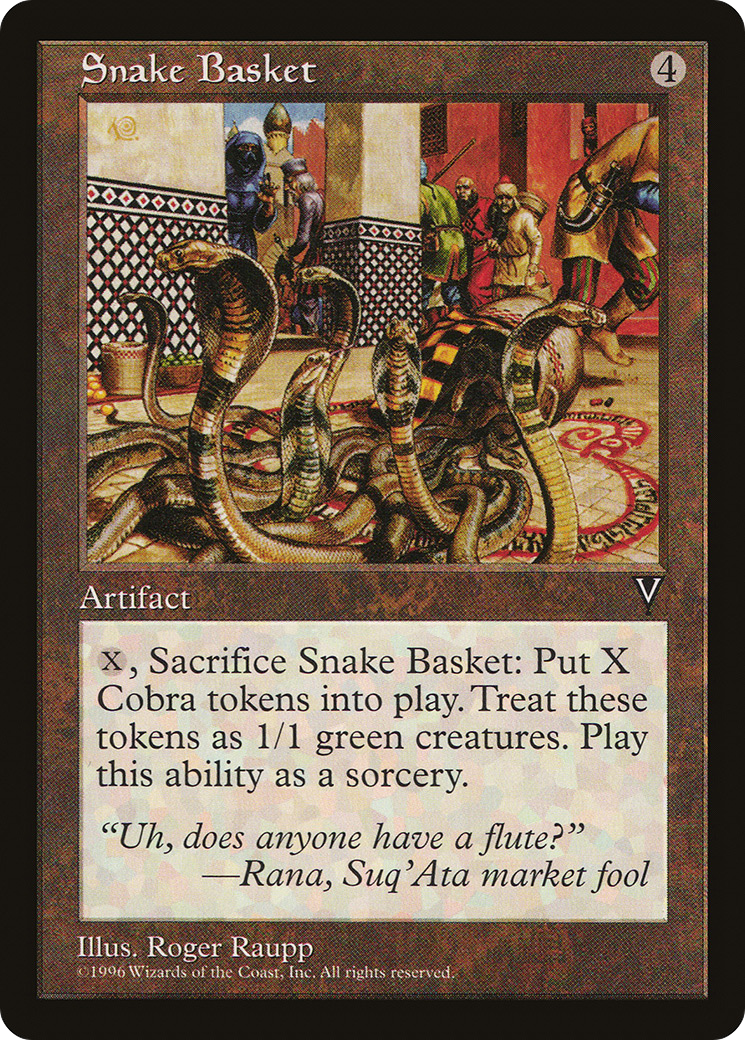 Snake Basket 4
Artifact V
X, Sacrifice Snake Basket: Put X
Cobra tokens into play. Treat these
tokens as 1/1 green creatures. Play
this ability as a sorcery.
“Uh, does anyone have a flute?”
—Rana, Suq’Ata market fool
Illus. Roger Raupp
©1996 Wizards of the Coast, Inc. All rights reserved.